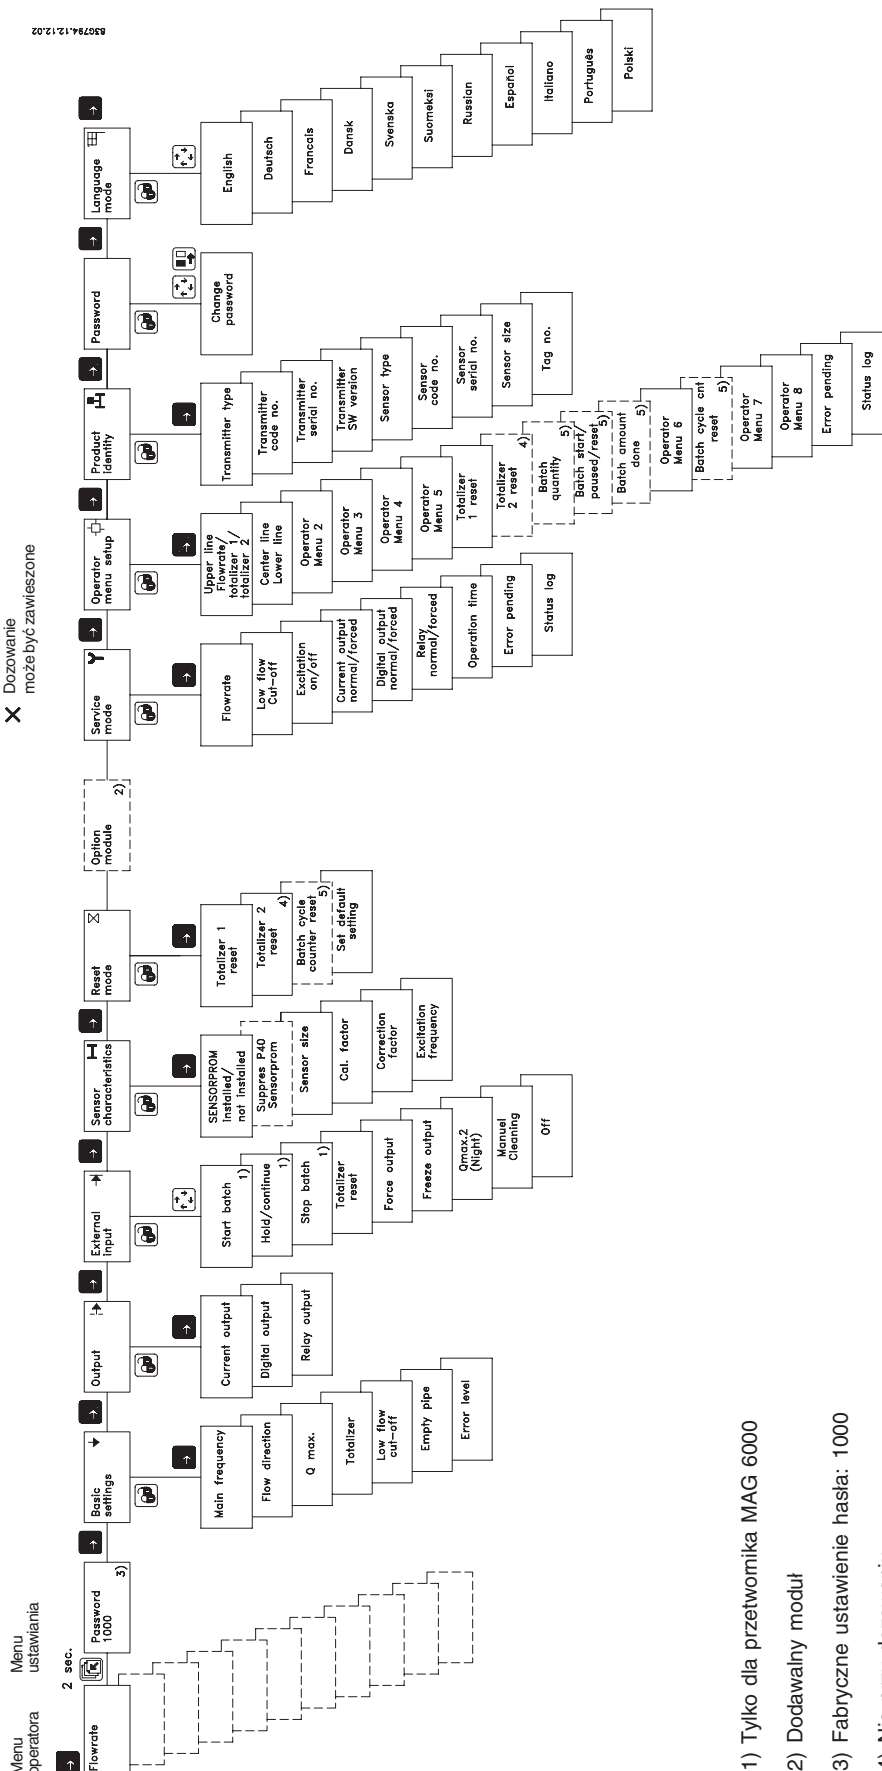 Menu
operatora
Menu
ustawiania
✕ Dozowanie
może być zawieszone
83G794.12.12.02
2 sec.
Flowrate
Password
1000
3)
Basic
settings
Main frequency
Flow direction
Q max.
Totalizer
Low flow
cut-off
Empty pipe
Error level
Output
Current output
Digital output
Relay output
External
input
Start batch
1)
Hold/continue
1)
Stop batch
1)
Totalizer
reset
Force output
Freeze output
Qmax.2
(Night)
Manuel
Cleaning
Off
Sensor
characteristics
SENSORPROM
Installed/
not installed
Suppres P40
Sensorprom
Sensor size
Cal. factor
Correction
factor
Excitation
frequency
Reset
mode
Totalizer 1
reset
Totalizer 2
reset
4)
Batch cycle
counter reset
5)
Set default
setting
Option
module
2)
Service
mode
Flowrate
Low flow
Cut-off
Excitation
on/off
Current output
normal/forced
Digital output
normal/forced
Relay
normal/forced
Operation time
Error pending
Status log
Operator
menu setup
Upper line
Flowrate/
totalizer 1/
totalizer 2
Center line
Lower line
Operator
Menu 2
Operator
Menu 3
Operator
Menu 4
Operator
Menu 5
Totalizer
1 reset
Totalizer
2 reset
4)
Batch
quantity
5)
Batch start/
paused/reset
5)
Batch amount
done
5)
Operator
Menu 6
Batch cycle cnt
reset
5)
Operator
Menu 7
Operator
Menu 8
Error pending
Status log
Product
identity
Transmitter type
Transmitter
code no.
Transmitter
serial no.
Transmitter
SW version
Sensor type
Sensor
code no.
Sensor
serial no.
Sensor size
Tag no.
Password
Change
password
Language
mode
English
Deutsch
Francais
Dansk
Svenska
Suomeksi
Russian
Español
Italiano
Português
Polski
1) Tylko dla przetwornika MAG 6000
2) Dodawalny moduł
3) Fabryczne ustawienie hasła: 1000